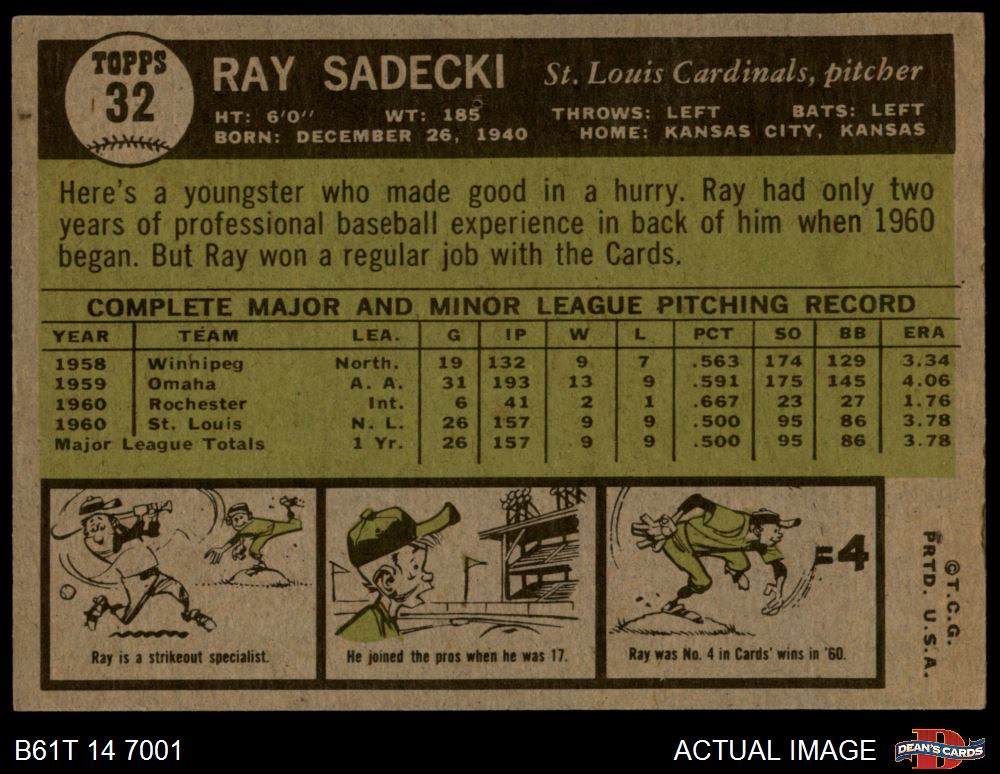 TOPPS
32
RAY SADECKI St. Louis Cardinals, pitcher
HT: 6'0" WT: 185 THROWS: LEFT BATS: LEFT
BORN: DECEMBER 26, 1940 HOME: KANSAS CITY, KANSAS
Here's a youngster who made good in a hurry. Ray had only two
years of professional baseball experience in back of him when 1960
began. But Ray won a regular job with the Cards.
COMPLETE MAJOR AND MINOR LEAGUE PITCHING RECORD
YEAR TEAM LEA. G IP W L PCT SO BB ERA
1958 Winnipeg North. 19 132 9 7 .563 174 129 3.34
1959 Omaha A. A. 31 193 13 9 .591 175 145 4.06
1960 Rochester Int. 6 41 2 1 .667 23 27 1.76
1960 St. Louis N. L. 26 157 9 9 .500 95 86 3.78
Major League Totals 1 Yr. 26 157 9 9 .500 95 86 3.78
=4
Ray is a strikeout specialist.
He joined the pros when he was 17.
Ray was No. 4 in Cards' wins in '60.
©T.C.G.
PRTD. U.S.A.
B61T 14 7001
ACTUAL IMAGE
DEAN'S CARDS